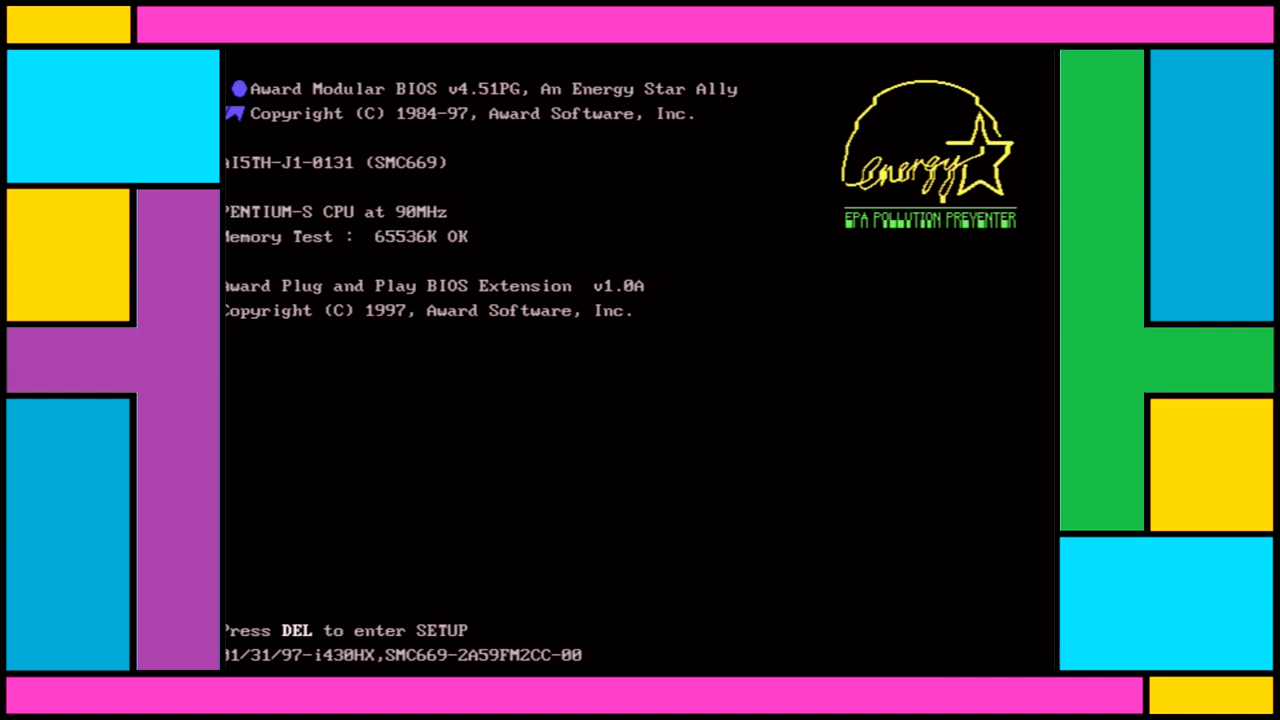 Award Modular BIOS v4.51PG, An Energy Star Ally
Copyright (C) 1984-97, Award Software, Inc.
energy
EPA POLLUTION PREVENTER
I5TH-J1-0131 (SMC669)
PENTIUM-S CPU at 90MHz
Memory Test :  65536K OK
Award Plug and Play BIOS Extension  v1.0A
Copyright (C) 1997, Award Software, Inc.
Press DEL to enter SETUP
01/31/97-i430HX,SMC669-2A59FM2CC-00